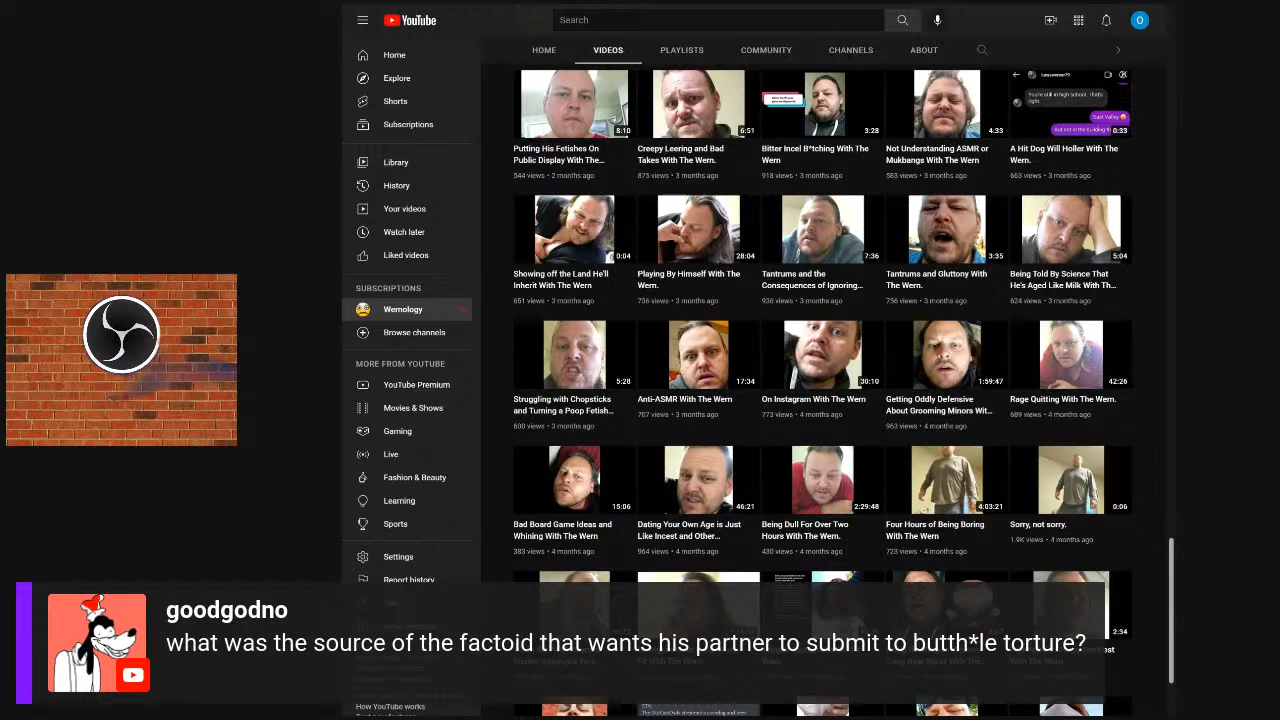 YouTube
Search
HOME
VIDEOS
PLAYLISTS
COMMUNITY
CHANNELS
ABOUT
O
Home
Explore
Shorts
Subscriptions
Library
History
Your videos
Watch later
Liked videos
SUBSCRIPTIONS
Wernology
Browse channels
MORE FROM YOUTUBE
YouTube Premium
Movies & Shows
Gaming
Live
Fashion & Beauty
Learning
Sports
Settings
Report history
How YouTube works
8:10
Putting His Fetishes On
Public Display With The...
544 views • 2 months ago
6:51
Creepy Leering and Bad
Takes With The Wern.
875 views • 3 months ago
3:28
Bitter Incel B*tching With The
Wern
918 views • 3 months ago
4:33
Not Understanding ASMR or
Mukbangs With The Wern
583 views • 3 months ago
You're still in high school. That's
right.
East Valley
But not in the building
0:33
A Hit Dog Will Holler With The
Wern.
663 views • 3 months ago
0:04
Showing off the Land He'll
Inherit With The Wern
651 views • 3 months ago
28:04
Playing By Himself With The
Wern.
736 views • 3 months ago
7:36
Tantrums and the
Consequences of Ignoring...
936 views • 3 months ago
3:35
Tantrums and Gluttony With
The Wern.
756 views • 3 months ago
5:04
Being Told By Science That
He's Aged Like Milk With Th...
624 views • 3 months ago
5:28
Struggling with Chopsticks
and Turning a Poop Fetish...
600 views • 3 months ago
17:34
Anti-ASMR With The Wern
707 views • 3 months ago
30:10
On Instagram With The Wern
773 views • 4 months ago
1:59:47
Getting Oddly Defensive
About Grooming Minors Wit...
963 views • 4 months ago
42:26
Rage Quitting With The Wern.
689 views • 4 months ago
15:06
Bad Board Game Ideas and
Whining With The Wern
383 views • 4 months ago
46:21
Dating Your Own Age is Just
Like Incest and Other...
964 views • 4 months ago
2:29:48
Being Dull For Over Two
Hours With The Wern.
430 views • 4 months ago
4:03:21
Four Hours of Being Boring
With The Wern
723 views • 4 months ago
0:06
Sorry, not sorry.
1.9K views • 4 months ago
2:34
goodgodno
what was the source of the factoid that wants his partner to submit to butth*le torture?